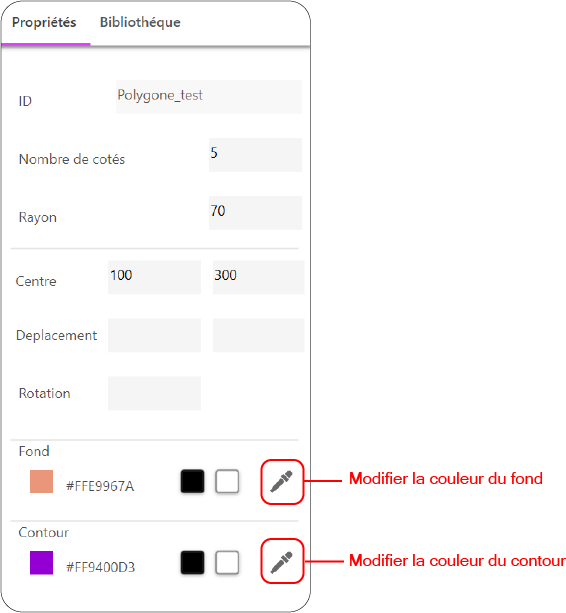 Propriétés Bibliothéque
ID Polygone_test
Nombre de cotés 5
Rayon 70
Centre 100 300
Deplacement
Rotation
Fond
#FFE9967A
Modifier la couleur du fond
Contour
#FF9400D3
Modifier la couleur du contour